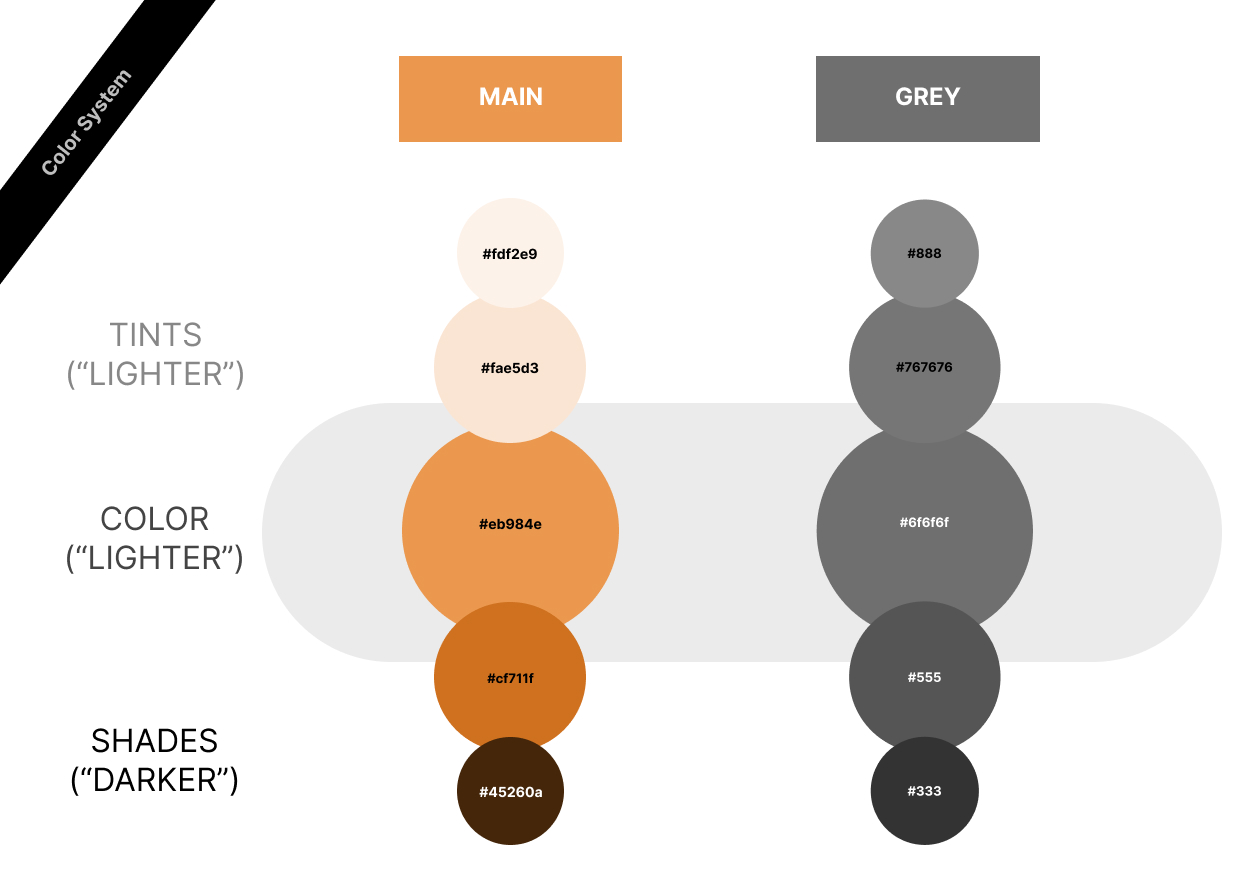 Color System
MAIN
GREY
#fdf2e9
#888
TINTS
(“LIGHTER”)
#fae5d3
#767676
COLOR
(“LIGHTER”)
#eb984e
#6f6f6f
#cf711f
#555
SHADES
(“DARKER”)
#45260a
#333